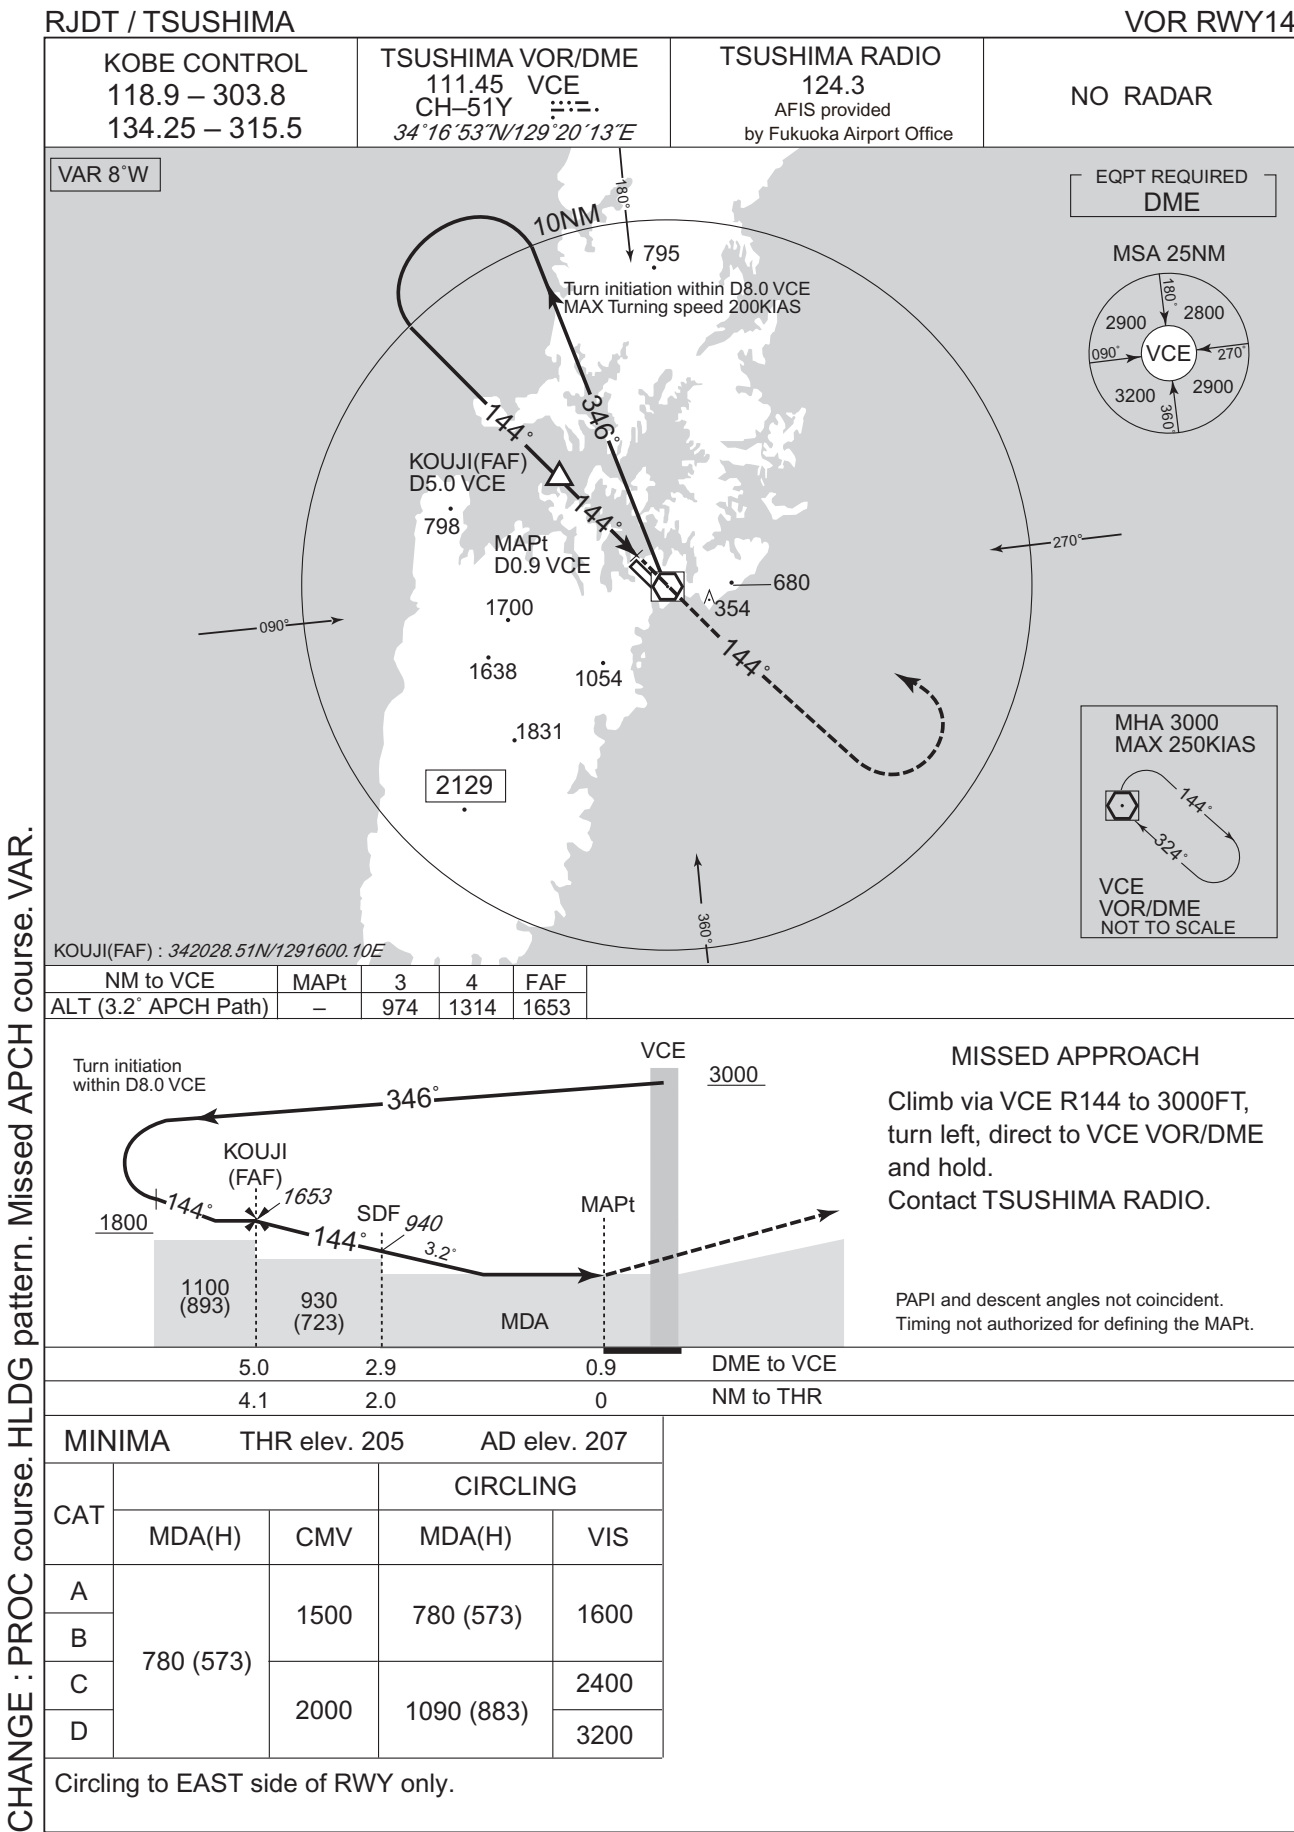 RJDT / TSUSHIMA
VOR RWY14
KOBE CONTROL
118.9 – 303.8
134.25 – 315.5
TSUSHIMA VOR/DME
111.45 VCE
CH–51Y
34˚16´53˝N/129˚20´13˝E
TSUSHIMA RADIO
124.3
AFIS provided
by Fukuoka Airport Office
NO RADAR
VAR 8˚W
EQPT REQUIRED
DME
MSA 25NM
180˚
2900
2800
090˚
VCE
270˚
3200
2900
360˚
180˚
10NM
795
Turn initiation within D8.0 VCE
MAX Turning speed 200KIAS
144˚
346˚
KOUJI(FAF)
D5.0 VCE
798
144˚
MAPt
D0.9 VCE
270˚
680
354
1700
090˚
1638
1054
144˚
1831
2129
360˚
MHA 3000
MAX 250KIAS
144˚
324˚
VCE
VOR/DME
NOT TO SCALE
KOUJI(FAF) : 342028.51N/1291600.10E
NM to VCE MAPt 3 4 FAF
ALT (3.2˚ APCH Path) – 974 1314 1653
Turn initiation
within D8.0 VCE
VCE
3000
346˚
KOUJI
(FAF)
1653
144˚
1800
SDF
940
144˚
3.2˚
MAPt
1100
(893)
930
(723)
MDA
MISSED APPROACH
Climb via VCE R144 to 3000FT,
turn left, direct to VCE VOR/DME
and hold.
Contact TSUSHIMA RADIO.
PAPI and descent angles not coincident.
Timing not authorized for defining the MAPt.
5.0 2.9 0.9 DME to VCE
4.1 2.0 0 NM to THR
MINIMA THR elev. 205 AD elev. 207
CAT
CIRCLING
MDA(H) CMV MDA(H) VIS
A
B
C
D
780 (573)
1500
2000
780 (573)
1090 (883)
1600
2400
3200
Circling to EAST side of RWY only.
CHANGE : PROC course. HLDG pattern. Missed APCH course. VAR.